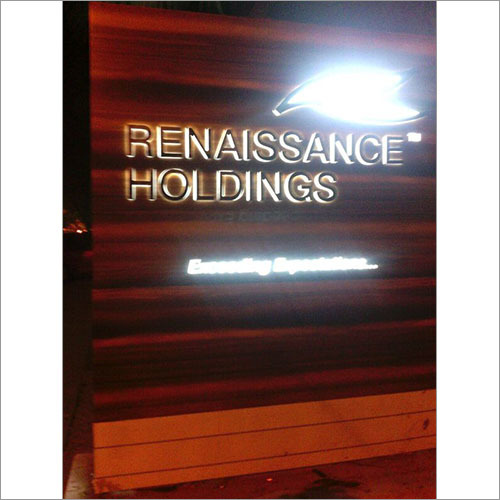 RENAISSANCE™
HOLDINGS
Exceeding Expectations...